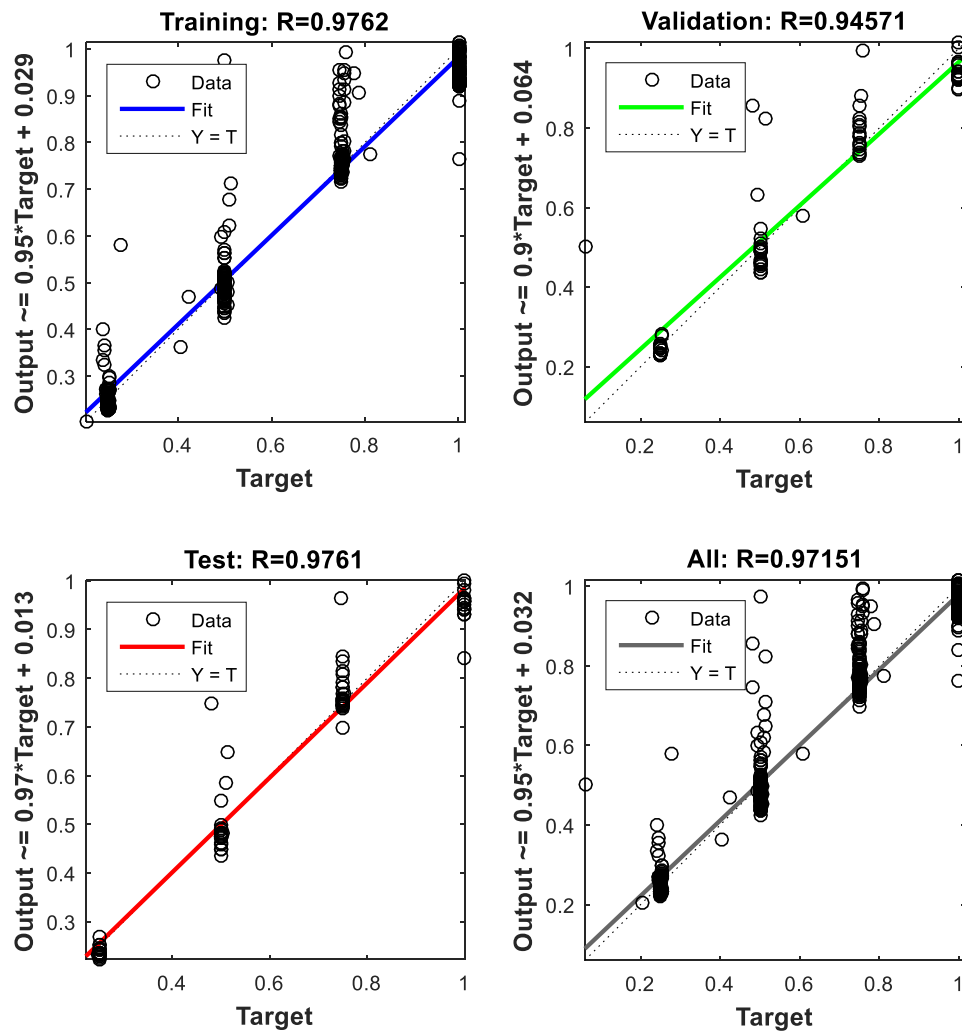 Training: R=0.9762
Output ~= 0.95*Target + 0.029
1
0.9
0.8
0.7
0.6
0.5
0.4
0.3
Data
Fit
Y = T
0.4
0.6
0.8
1
Target
Validation: R=0.94571
Output ~= 0.9*Target + 0.064
1
0.8
0.6
0.4
0.2
Data
Fit
Y = T
0.2
0.4
0.6
0.8
1
Target
Test: R=0.9761
Output ~= 0.97*Target + 0.013
1
0.9
0.8
0.7
0.6
0.5
0.4
0.3
Data
Fit
Y = T
0.4
0.6
0.8
1
Target
All: R=0.97151
Output ~= 0.95*Target + 0.032
1
0.8
0.6
0.4
0.2
Data
Fit
Y = T
0.2
0.4
0.6
0.8
1
Target